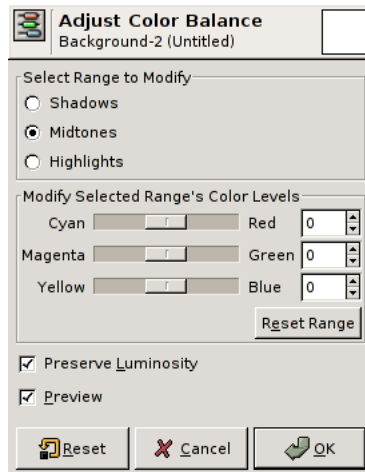 Adjust Color Balance
Background-2 (Untitled)
Select Range to Modify
Shadows
Midtones
Highlights
Modify Selected Range's Color Levels
Cyan Red 0
Magenta Green 0
Yellow Blue 0
Reset Range
Preserve Luminosity
Preview
Reset Cancel OK